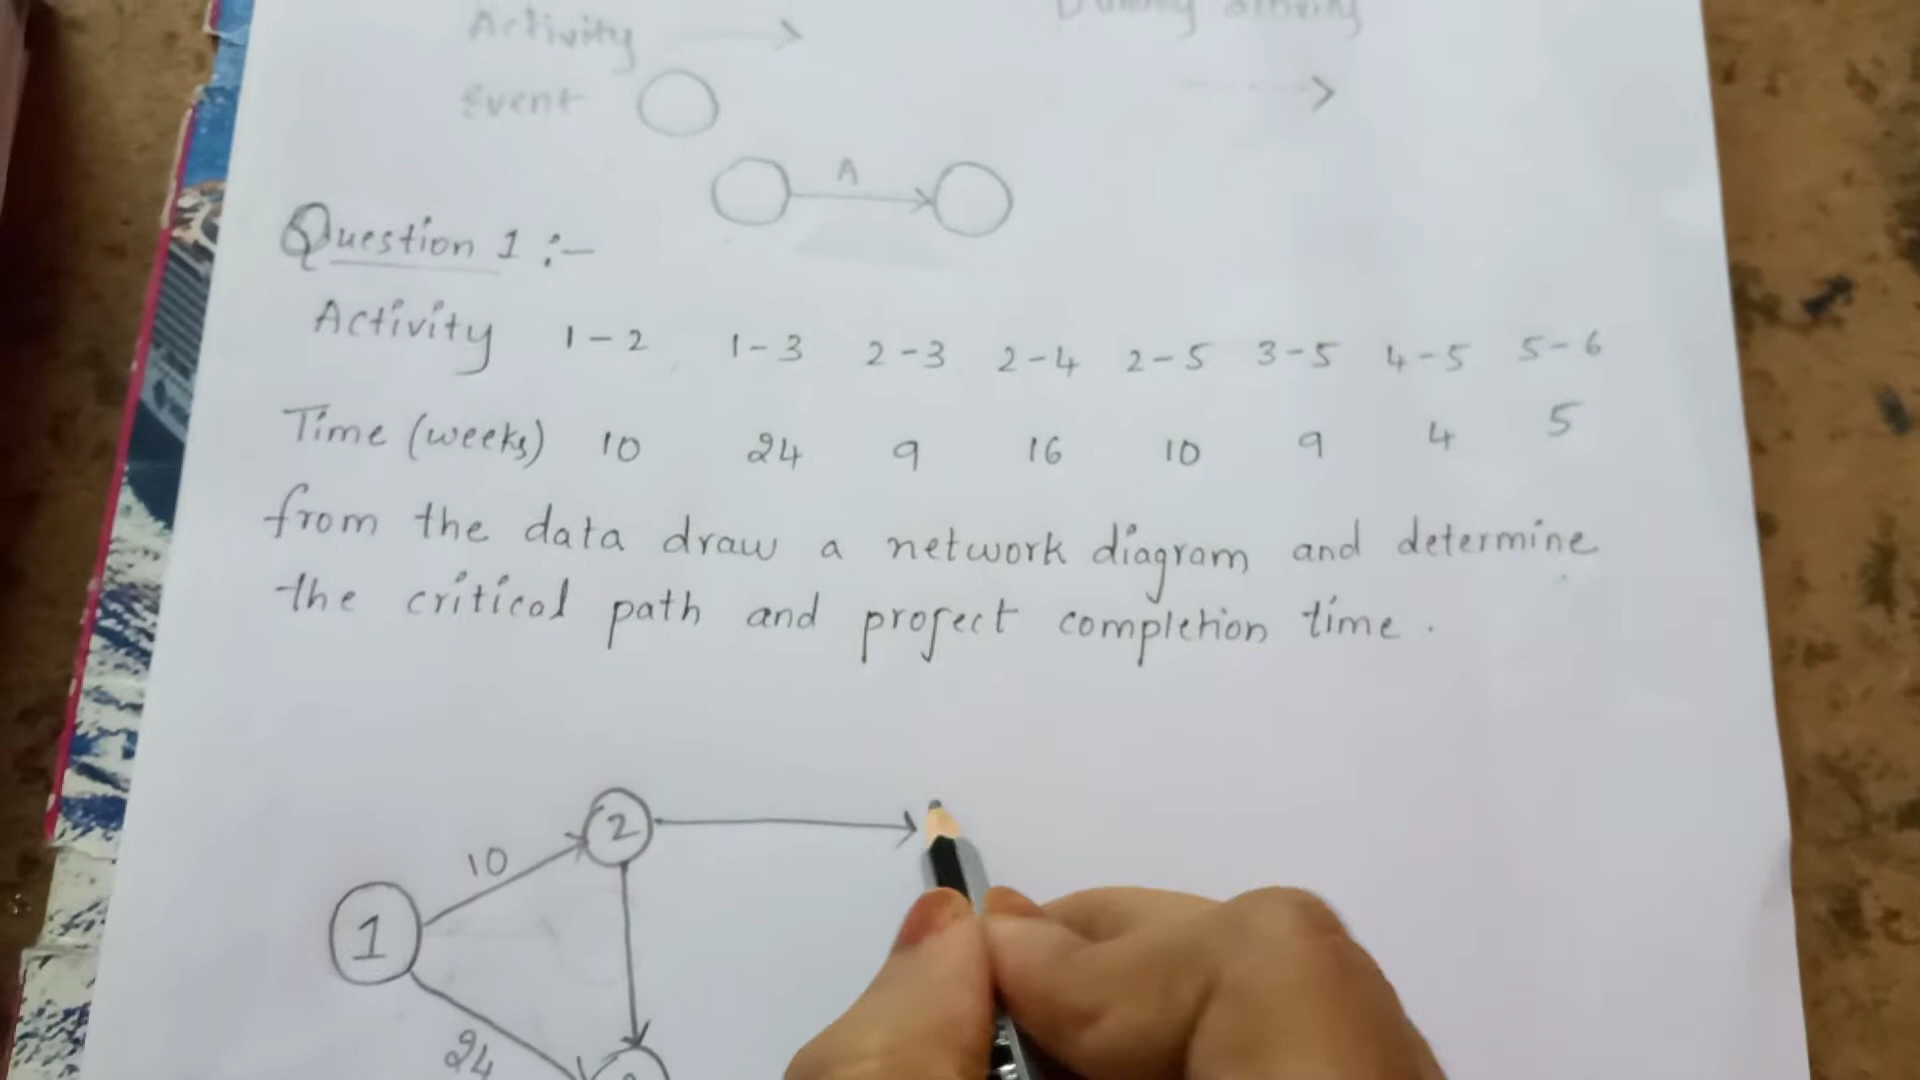 Activity
Dummy activity
Event
A
Question 1 :-
Activity 1-2 1-3 2-3 2-4 2-5 3-5 4-5 5-6
Time (weeks) 10 24 9 16 10 9 4 5
from the data draw a network diagram and determine
the critical path and project completion time .
2
10
1
24